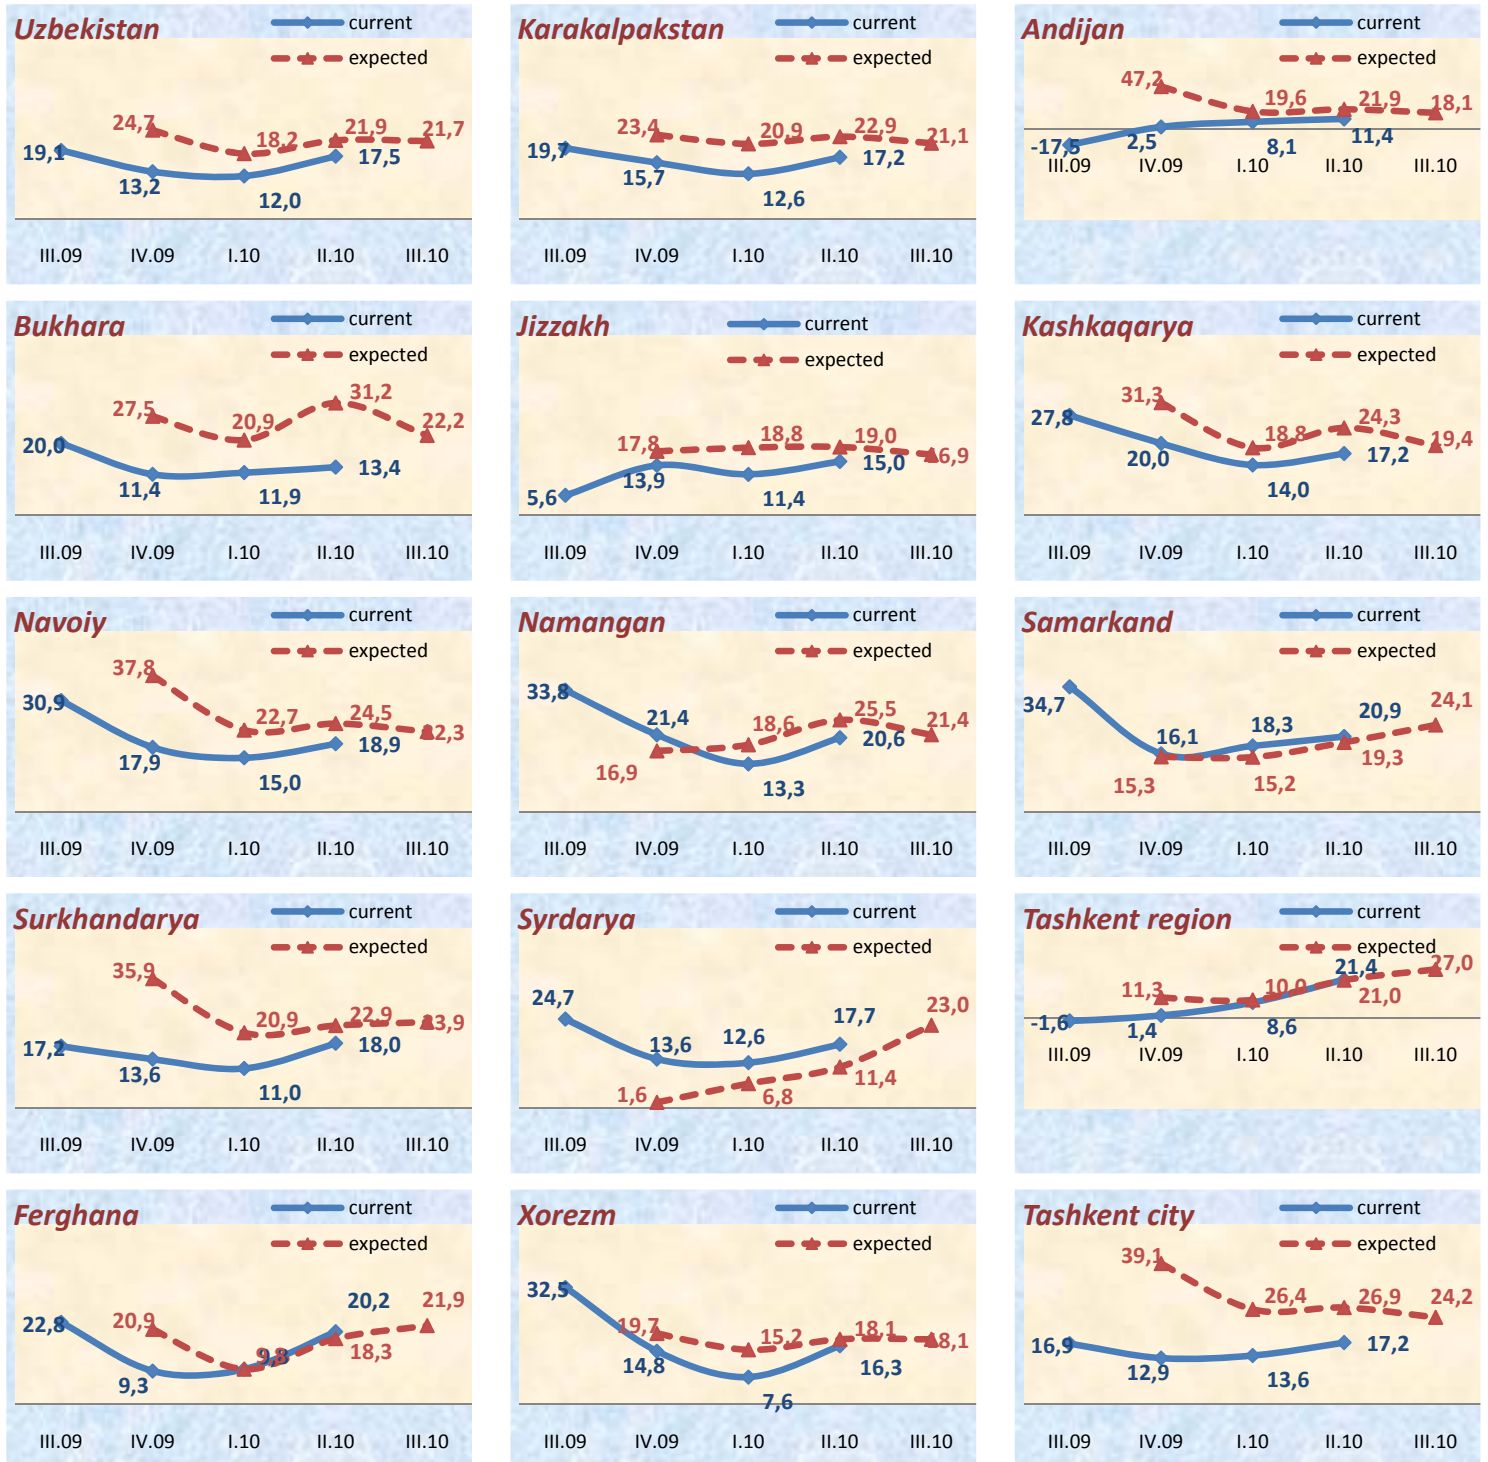 Uzbekistan
current
expected
24,7
18,2
21,9
21,7
19,1
13,2
12,0
17,5
III.09 IV.09 I.10 II.10 III.10
Karakalpakstan
current
expected
23,4
20,9
22,9
21,1
19,7
15,7
12,6
17,2
III.09 IV.09 I.10 II.10 III.10
Andijan
current
expected
47,2
19,6
21,9
18,1
-17,5
2,5
8,1
11,4
III.09 IV.09 I.10 II.10 III.10
Bukhara
current
expected
27,5
20,9
31,2
22,2
20,0
11,4
11,9
13,4
III.09 IV.09 I.10 II.10 III.10
Jizzakh
current
expected
17,8
18,8
19,0
16,9
5,6
13,9
11,4
15,0
III.09 IV.09 I.10 II.10 III.10
Kashkaqarya
current
expected
31,3
18,8
24,3
19,4
27,8
20,0
14,0
17,2
III.09 IV.09 I.10 II.10 III.10
Navoiy
current
expected
37,8
22,7
24,5
22,3
30,9
17,9
15,0
18,9
III.09 IV.09 I.10 II.10 III.10
Namangan
current
expected
33,8
21,4
18,6
25,5
21,4
16,9
13,3
20,6
III.09 IV.09 I.10 II.10 III.10
Samarkand
current
expected
34,7
16,1
18,3
20,9
24,1
15,3
15,2
19,3
III.09 IV.09 I.10 II.10 III.10
Surkhandarya
current
expected
35,9
20,9
22,9
23,9
17,2
13,6
11,0
18,0
III.09 IV.09 I.10 II.10 III.10
Syrdarya
current
expected
24,7
13,6
12,6
17,7
23,0
1,6
6,8
11,4
III.09 IV.09 I.10 II.10 III.10
Tashkent region
current
expected
11,3
10,0
21,4
27,0
-1,6
1,4
8,6
21,0
III.09 IV.09 I.10 II.10 III.10
Ferghana
current
expected
22,8
20,9
9,8
20,2
21,9
9,3
9,8
18,3
III.09 IV.09 I.10 II.10 III.10
Xorezm
current
expected
32,5
19,7
15,2
18,1
18,1
14,8
7,6
16,3
III.09 IV.09 I.10 II.10 III.10
Tashkent city
current
expected
39,1
26,4
26,9
24,2
16,9
12,9
13,6
17,2
III.09 IV.09 I.10 II.10 III.10